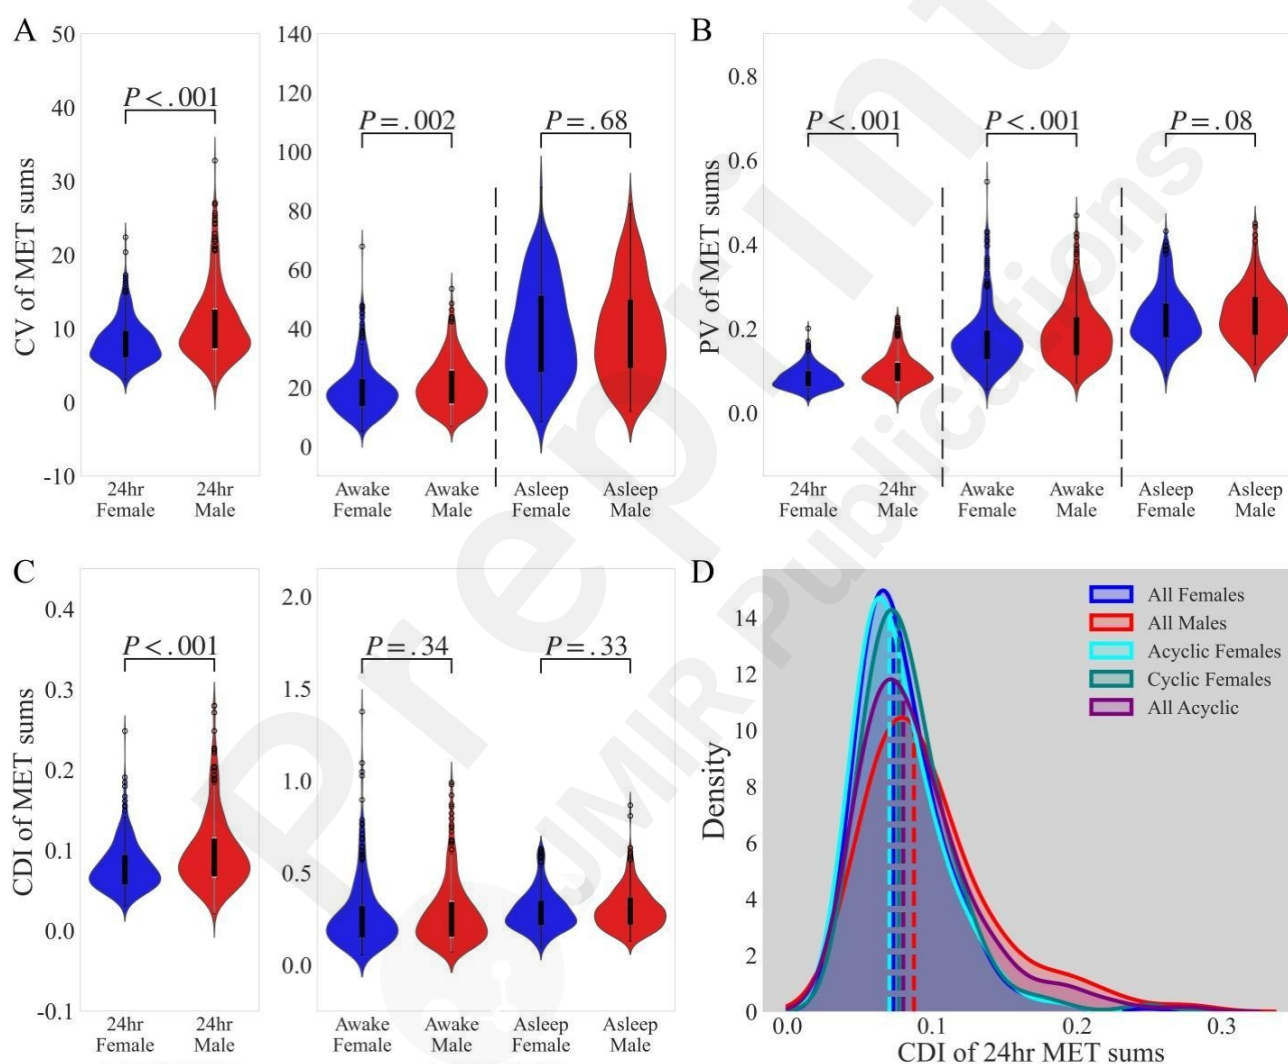 A
CV of MET sums
50
40
30
20
10
0
-10
P < .001
24hr
Female
24hr
Male
140
120
100
80
60
40
20
0
P = .002
P = .68
Awake
Female
Awake
Male
Asleep
Female
Asleep
Male
B
PV of MET sums
0.8
0.6
0.4
0.2
0.0
P < .001
P < .001
P = .08
24hr
Female
24hr
Male
Awake
Female
Awake
Male
Asleep
Female
Asleep
Male
C
CDI of MET sums
0.4
0.3
0.2
0.1
0.0
-0.1
P < .001
24hr
Female
24hr
Male
2.0
1.5
1.0
0.5
0.0
P = .34
P = .33
Awake
Female
Awake
Male
Asleep
Female
Asleep
Male
D
Density
14
12
10
8
6
4
2
0
All Females
All Males
Acyclic Females
Cyclic Females
All Acyclic
0.0
0.1
0.2
0.3
CDI of 24hr MET sums
Preprint
JMIR Publications